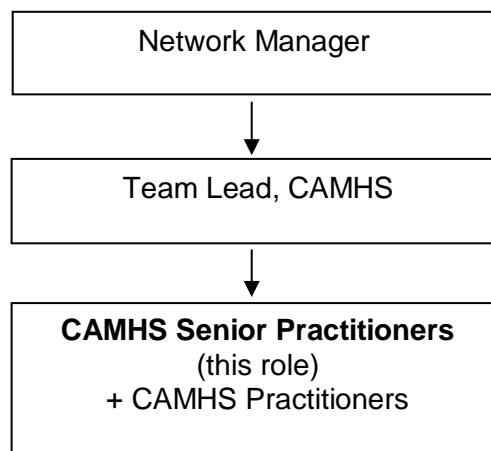 Network Manager
Team Lead, CAMHS
CAMHS Senior Practitioners
(this role)
+ CAMHS Practitioners